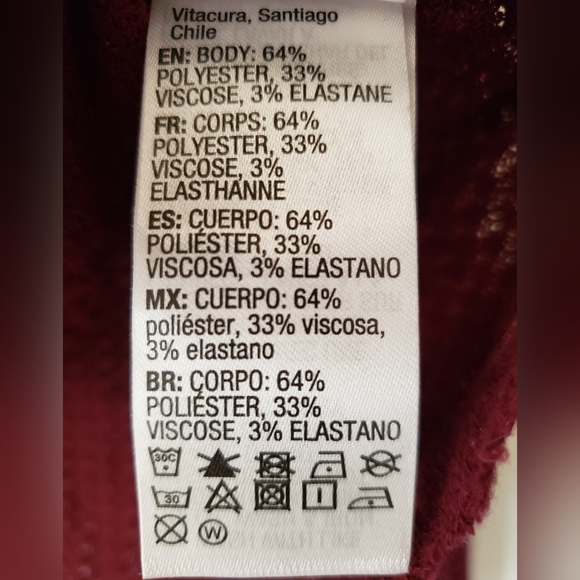 Vitacura, Santiago
Chile
EN: BODY: 64%
POLYESTER, 33%
VISCOSE, 3% ELASTANE
FR: CORPS: 64%
POLYESTER, 33%
VISCOSE, 3%
ELASTHANNE
ES: CUERPO: 64%
POLIÉSTER, 33%
VISCOSA, 3% ELASTANO
MX: CUERPO: 64%
poliéster, 33% viscosa,
3% elastano
BR: CORPO: 64%
POLIÉSTER, 33%
VISCOSE, 3% ELASTANO
30C
30
W